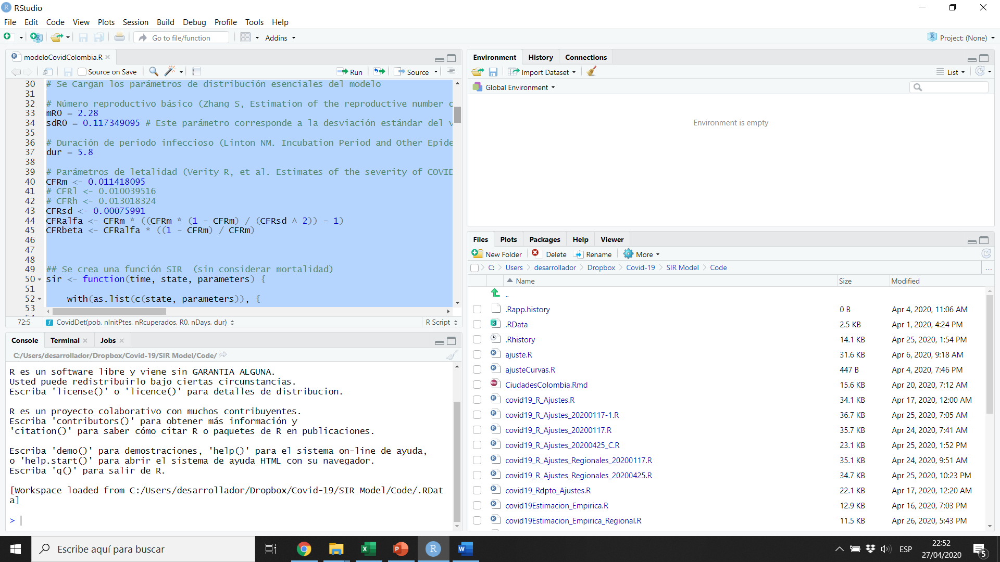 RStudio
File Edit Code View Plots Session Build Debug Profile Tools Help
Go to file/function Addins Project: (None)
modeloCovidColombia.R
Source on Save Run Source
30 # Se Cargan los parámetros de distribución esenciales del modelo
31
32 # Número reproductivo básico (Zhang S, Estimation of the reproductive number
33 mR0 = 2.28
34 sdR0 = 0.117349095 # Este parámetro corresponde a la desviación estándar del
35
36 # Duración de periodo infeccioso (Linton NM. Incubation Period and Other Epide
37 dur = 5.8
38
39 # Parámetros de letalidad (Verity R, et al. Estimates of the severity of COVID
40 CFRm <- 0.011418095
41 # CFRl <- 0.010039516
42 # CFRh <- 0.013018324
43 CFRsd <- 0.00075991
44 CFRalfa <- CFRm * ((CFRm * (1 - CFRm) / (CFRsd ^ 2)) - 1)
45 CFRbeta <- CFRalfa * ((1 - CFRm) / CFRm)
46
47
48
49 ## Se crea una función SIR  (sin considerar mortalidad)
50 sir <- function(time, state, parameters) {
51
52     with(as.list(c(state, parameters)), {
53
72:5 CovidDet(pob, nInitPtes, nRcuperados, R0, nDays, dur) R Script
Console Terminal Jobs
C:/Users/desarrollador/Dropbox/Covid-19/SIR Model/Code/
R es un software libre y viene sin GARANTIA ALGUNA.
Usted puede redistribuirlo bajo ciertas circunstancias.
Escriba 'license()' o 'licence()' para detalles de distribucion.
R es un proyecto colaborativo con muchos contribuyentes.
Escriba 'contributors()' para obtener más información y
'citation()' para saber cómo citar R o paquetes de R en publicaciones.
Escriba 'demo()' para demostraciones, 'help()' para el sistema on-line de ayuda,
o 'help.start()' para abrir el sistema de ayuda HTML con su navegador.
Escriba 'q()' para salir de R.
[Workspace loaded from C:/Users/desarrollador/Dropbox/Covid-19/SIR Model/Code/.RDat
a]
>
Environment History Connections
Import Dataset List
Global Environment
Environment is empty
Files Plots Packages Help Viewer
New Folder Delete Rename More
C: Users desarrollador Dropbox Covid-19 SIR Model Code ...
Name Size Modified
..
.Rapp.history 0 B Apr 4, 2020, 11:06 AM
.RData 2.5 KB Apr 1, 2020, 4:24 PM
.Rhistory 14.1 KB Apr 25, 2020, 1:54 PM
ajuste.R 31.6 KB Apr 6, 2020, 9:18 AM
ajusteCurvas.R 447 B Apr 4, 2020, 7:46 PM
CiudadesColombia.Rmd 15.6 KB Apr 20, 2020, 7:12 AM
covid19_R_Ajustes.R 34.1 KB Apr 17, 2020, 12:00 AM
covid19_R_Ajustes_20200117-1.R 36.7 KB Apr 25, 2020, 7:05 AM
covid19_R_Ajustes_20200117.R 35.7 KB Apr 24, 2020, 7:41 AM
covid19_R_Ajustes_20200425_C.R 23.1 KB Apr 25, 2020, 1:52 PM
covid19_R_Ajustes_Regionales_20200117.R 35.1 KB Apr 24, 2020, 9:51 AM
covid19_R_Ajustes_Regionales_20200425.R 34.7 KB Apr 25, 2020, 10:23 PM
covid19_Rdpto_Ajustes.R 22.1 KB Apr 17, 2020, 12:20 AM
covid19Estimacion_Empirica.R 12.9 KB Apr 16, 2020, 7:03 PM
covid19Estimacion_Empirica_Regional.R 11.5 KB Apr 26, 2020, 5:43 PM
Escribe aquí para buscar
ESP
22:52
27/04/2020
5